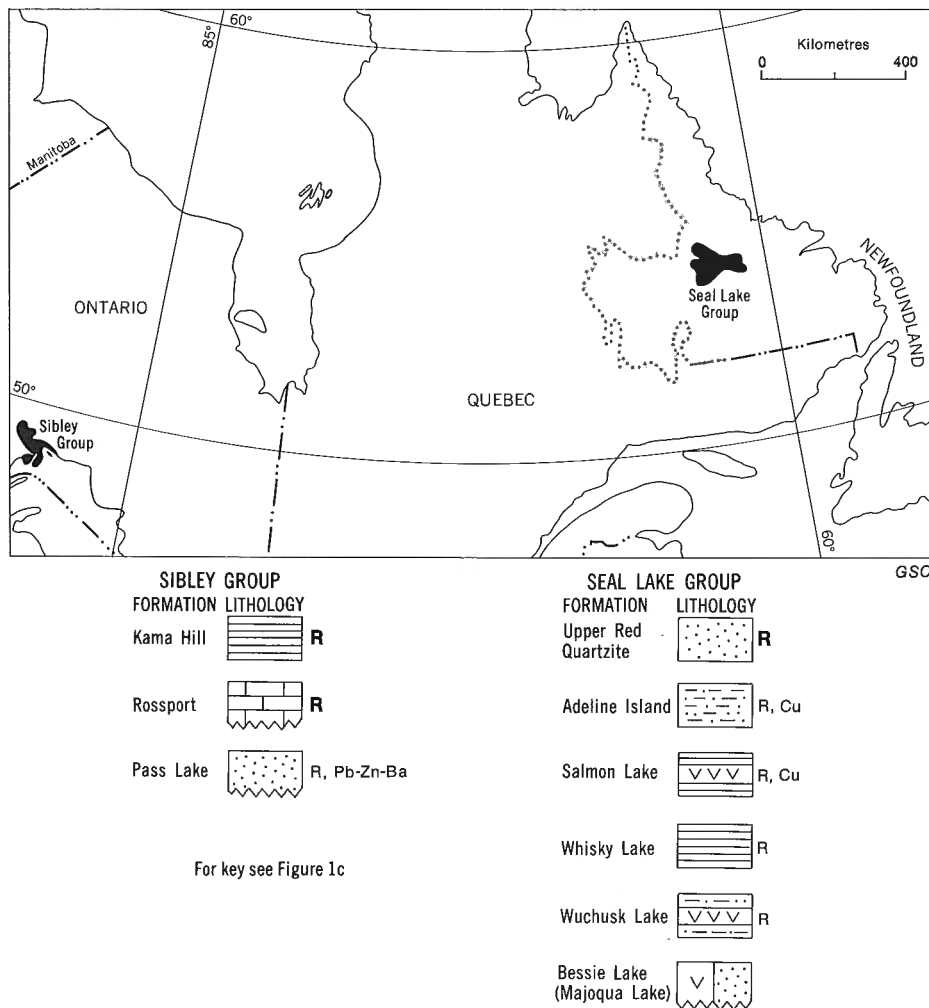 60°
85°
Kilometres
0 400
Manitoba
NEWFOUNDLAND
Seal Lake
Group
ONTARIO
QUEBEC
50°
Sibley
Group
60°
GSC
SIBLEY GROUP
FORMATION LITHOLOGY
Kama Hill R
Rossport R
Pass Lake R, Pb-Zn-Ba
For key see Figure 1c
SEAL LAKE GROUP
FORMATION LITHOLOGY
Upper Red
Quartzite R
Adeline Island R, Cu
Salmon Lake R, Cu
Whisky Lake R
Wuchusk Lake R
Bessie Lake
(Majoqua Lake)